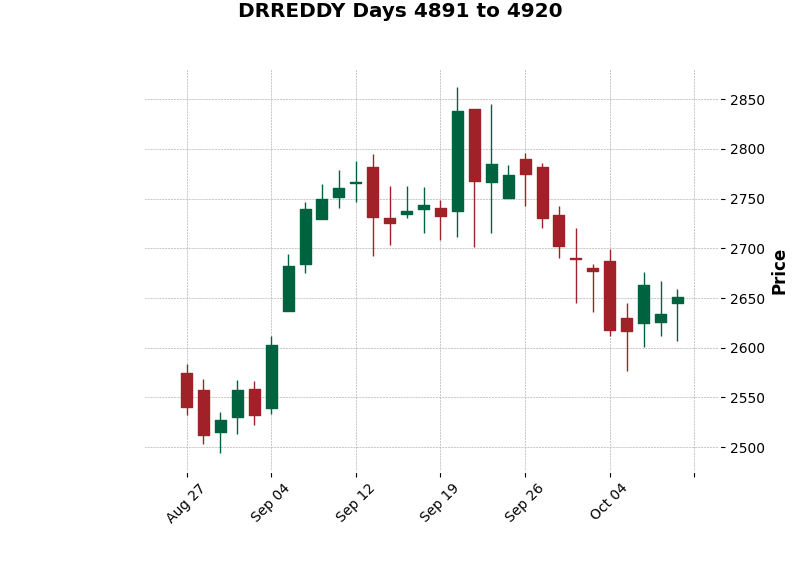 DRREDDY Days 4891 to 4920
2850
2800
2750
2700
2650
2600
2550
2500
Price
Aug 27
Sep 04
Sep 12
Sep 19
Sep 26
Oct 04